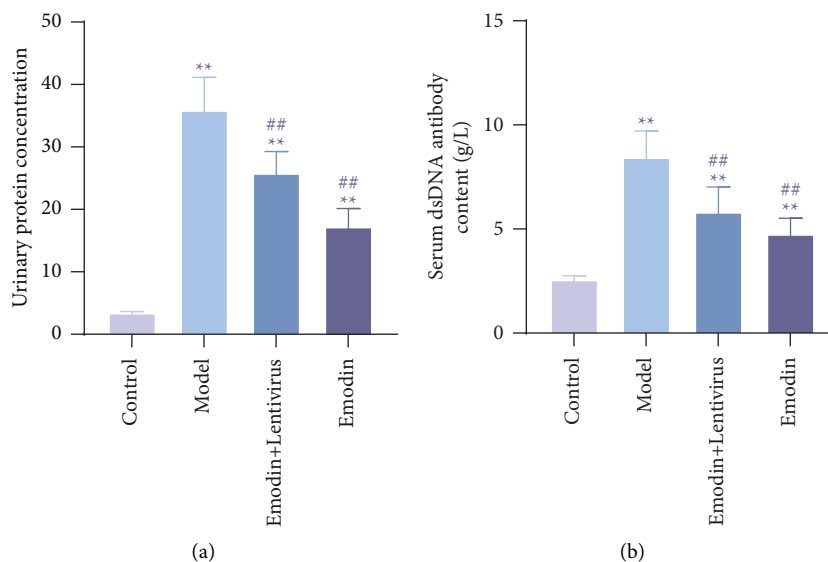 Urinary protein concentration
50
40
30
20
10
0
**
##
**
##
**
Control
Model
Emodin+Lentivirus
Emodin
(a)
Serum dsDNA antibody
content (g/L)
15
10
5
0
**
##
**
##
**
Control
Model
Emodin+Lentivirus
Emodin
(b)